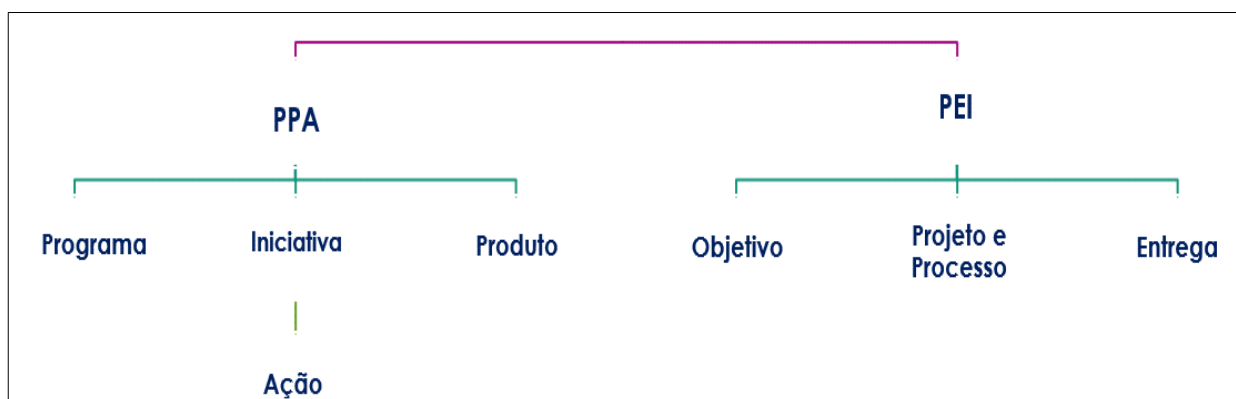 PPA
PEI
Programa
Iniciativa
Produto
Objetivo
Projeto e
Processo
Entrega
Ação